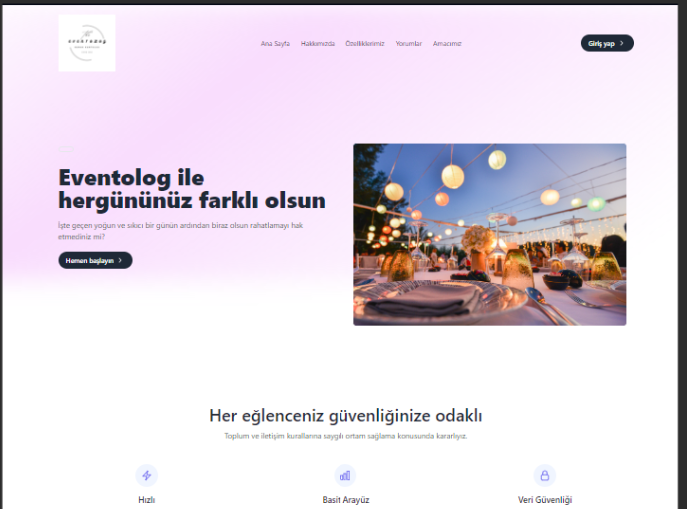 Ana Sayfa Hakkımızda Özelliklerimiz Yorumlar Amacımız
Giriş yap
Eventolog ile
hergününüz farklı olsun
İşte geçen yoğun ve sıkıcı bir günün ardından biraz olsun rahatlamayı hak
etmediniz mi?
Hemen başlayın
Her eğlenceniz güvenliğinize odaklı
Toplum ve iletişim kurallarına saygılı ortam sağlama konusunda kararlıyız.
Hızlı Basit Arayüz Veri Güvenliği